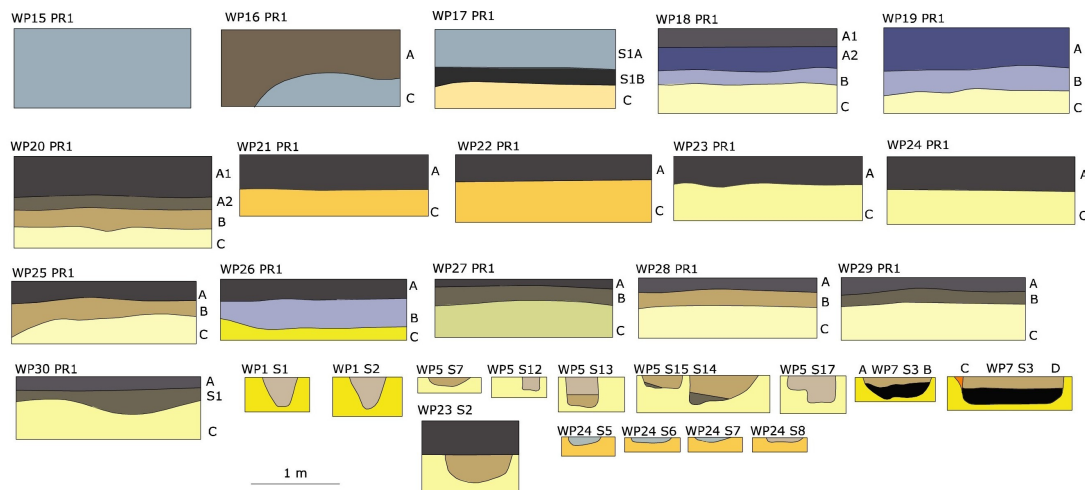 WP15 PR1
WP16 PR1
A
C
WP17 PR1
S1A
S1B
C
WP18 PR1
A1
A2
B
C
WP19 PR1
A
B
C
WP20 PR1
A1
A2
B
C
WP21 PR1
A
C
WP22 PR1
A
C
WP23 PR1
A
C
WP24 PR1
A
C
WP25 PR1
A
B
C
WP26 PR1
A
B
C
WP27 PR1
A
B
C
WP28 PR1
A
B
C
WP29 PR1
A
B
C
WP30 PR1
A
S1
C
WP1 S1
WP1 S2
WP5 S7
WP5 S12
WP5 S13
WP5 S15 S14
WP5 S17
A WP7 S3 B
C WP7 S3 D
WP23 S2
WP24 S5
WP24 S6
WP24 S7
WP24 S8
1 m